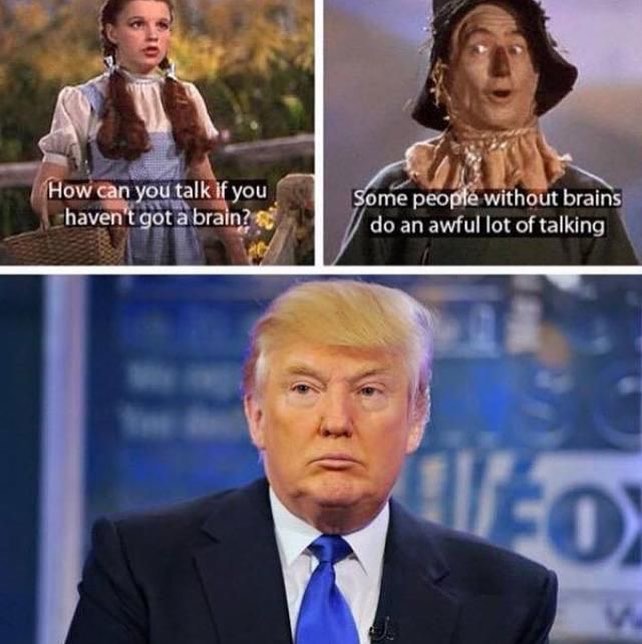 How can you talk if you
haven't got a brain?
Some people without brains
do an awful lot of talking